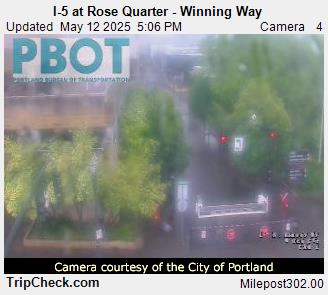 I-5 at Rose Quarter - Winning Way
Updated May 12 2025 5:06 PM Camera 4
PBOT
PORTLAND BUREAU OF TRANSPORTATION
Camera courtesy of the City of Portland
TripCheck.com Milepost302.00